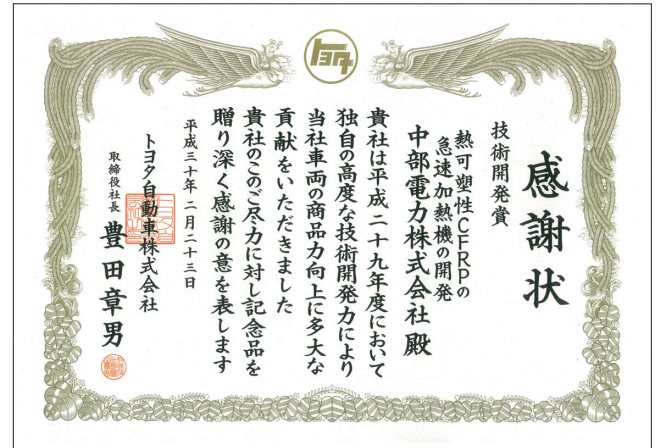 トヨタ
感謝状
技術開発賞
熱可塑性CFRPの
急速加熱機の開発
中部電力株式会社 殿
貴社は平成二十九年度において
独自の高度な技術開発力により
当社車両の商品力向上に多大な
貢献をいただきました
貴社のこのご尽力に対し記念品を
贈り深く感謝の意を表します
平成三十年 二月二十三日
トヨタ自動車株式会社
取締役社長 豊田章男